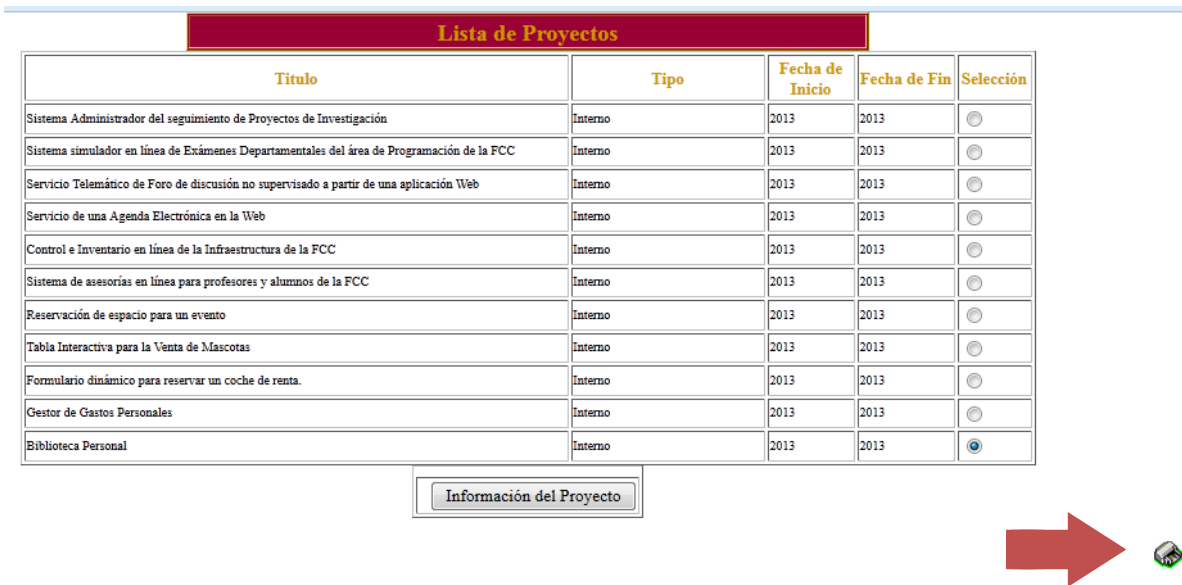 Lista de Proyectos
Titulo Tipo Fecha de Inicio Fecha de Fin Selección
Sistema Administrador del seguimiento de Proyectos de Investigación Interno 2013 2013
Sistema simulador en línea de Exámenes Departamentales del área de Programación de la FCC Interno 2013 2013
Servicio Telemático de Foro de discusión no supervisado a partir de una aplicación Web Interno 2013 2013
Servicio de una Agenda Electrónica en la Web Interno 2013 2013
Control e Inventario en línea de la Infraestructura de la FCC Interno 2013 2013
Sistema de asesorías en línea para profesores y alumnos de la FCC Interno 2013 2013
Reservación de espacio para un evento Interno 2013 2013
Tabla Interactiva para la Venta de Mascotas Interno 2013 2013
Formulario dinámico para reservar un coche de renta. Interno 2013 2013
Gestor de Gastos Personales Interno 2013 2013
Biblioteca Personal Interno 2013 2013
Información del Proyecto